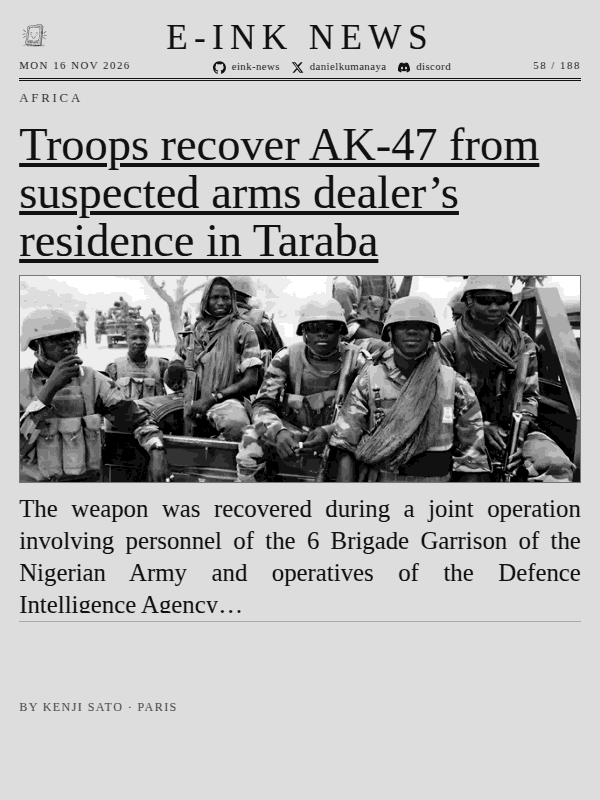 E-INK NEWS
MON 16 NOV 2026
eink-news danielkumanaya discord
58 / 188
AFRICA
Troops recover AK-47 from
suspected arms dealer’s
residence in Taraba
The weapon was recovered during a joint operation
involving personnel of the 6 Brigade Garrison of the
Nigerian Army and operatives of the Defence
Intelligence Agency…
BY KENJI SATO · PARIS